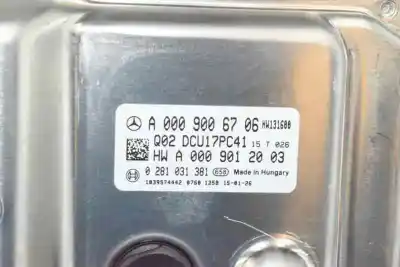 A 000 900 67 06 HW131600
Q02 DCU17PC41 15 T 026
HW A 000 901 20 03
0 281 031 381 658 Made in Hungary
1039S74442 0760 1258 15-01-26